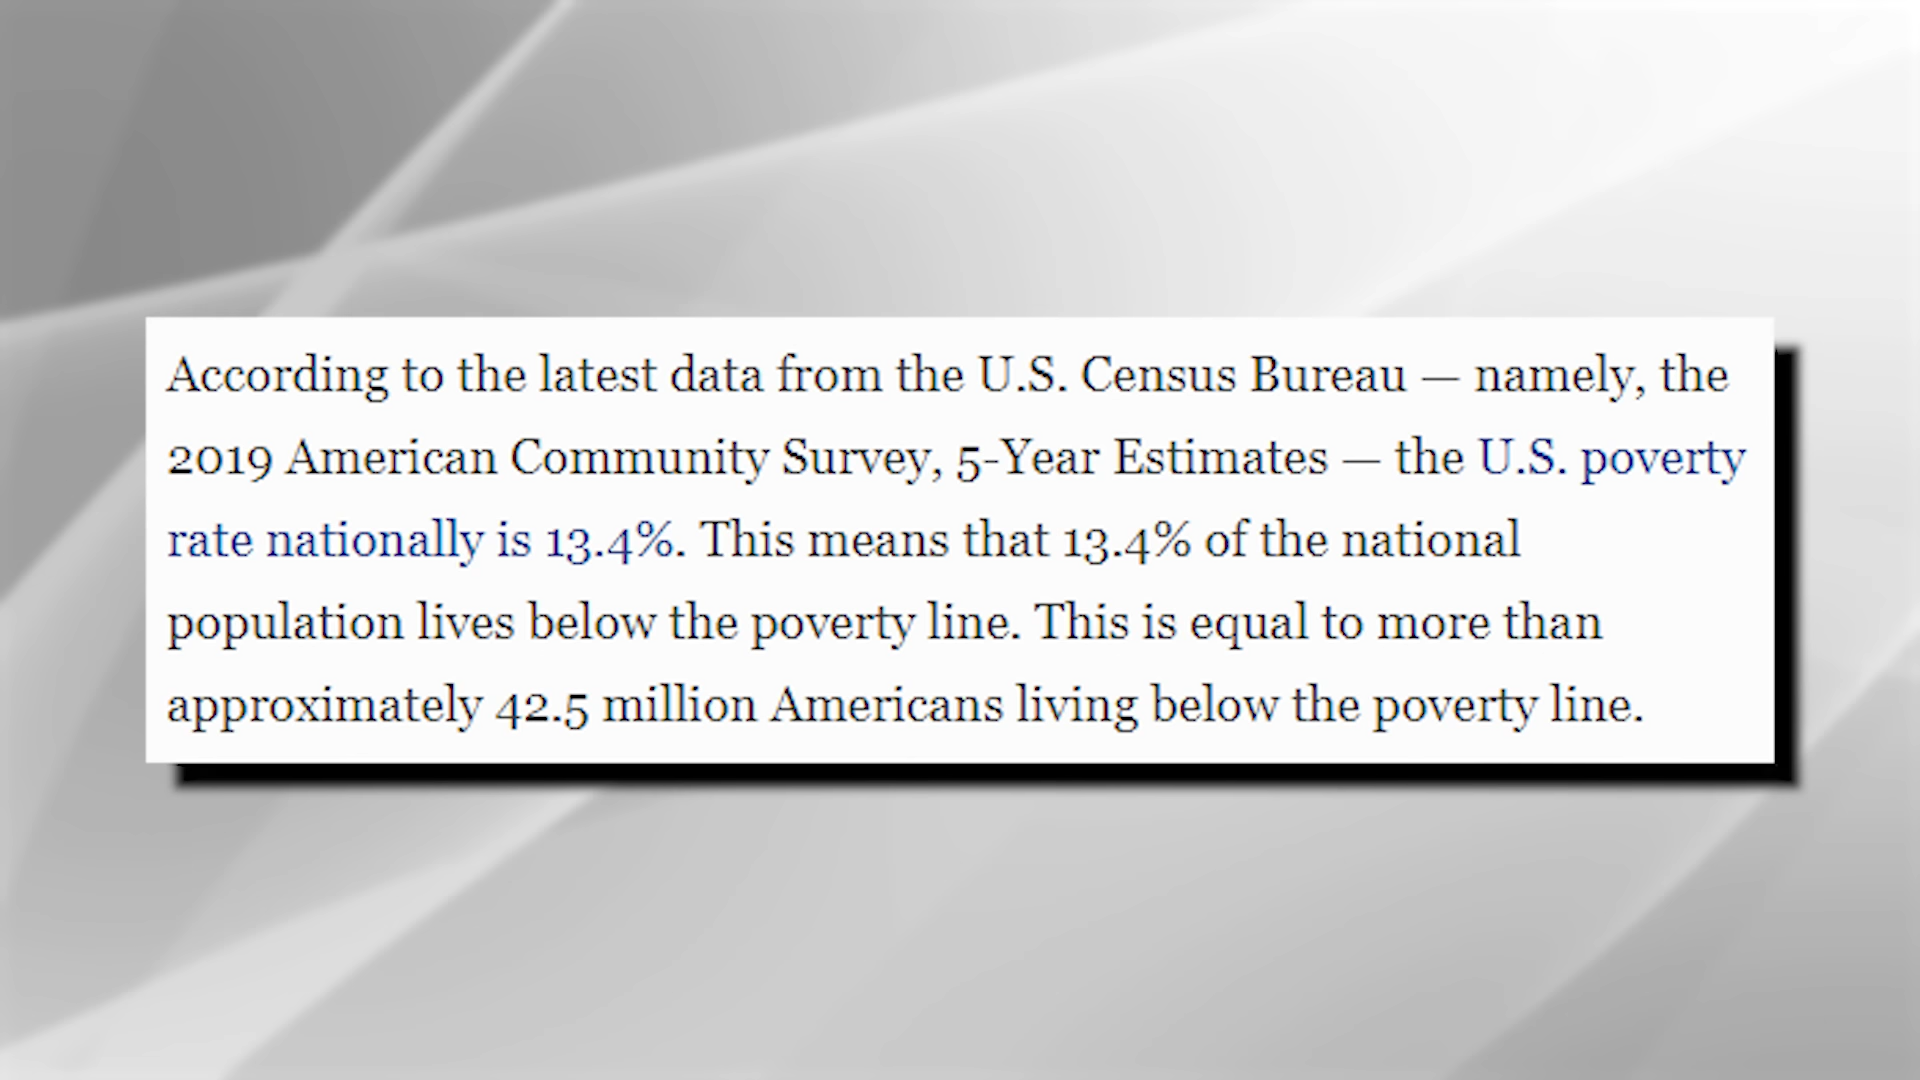 According to the latest data from the U.S. Census Bureau — namely, the
2019 American Community Survey, 5-Year Estimates — the U.S. poverty
rate nationally is 13.4%. This means that 13.4% of the national
population lives below the poverty line. This is equal to more than
approximately 42.5 million Americans living below the poverty line.